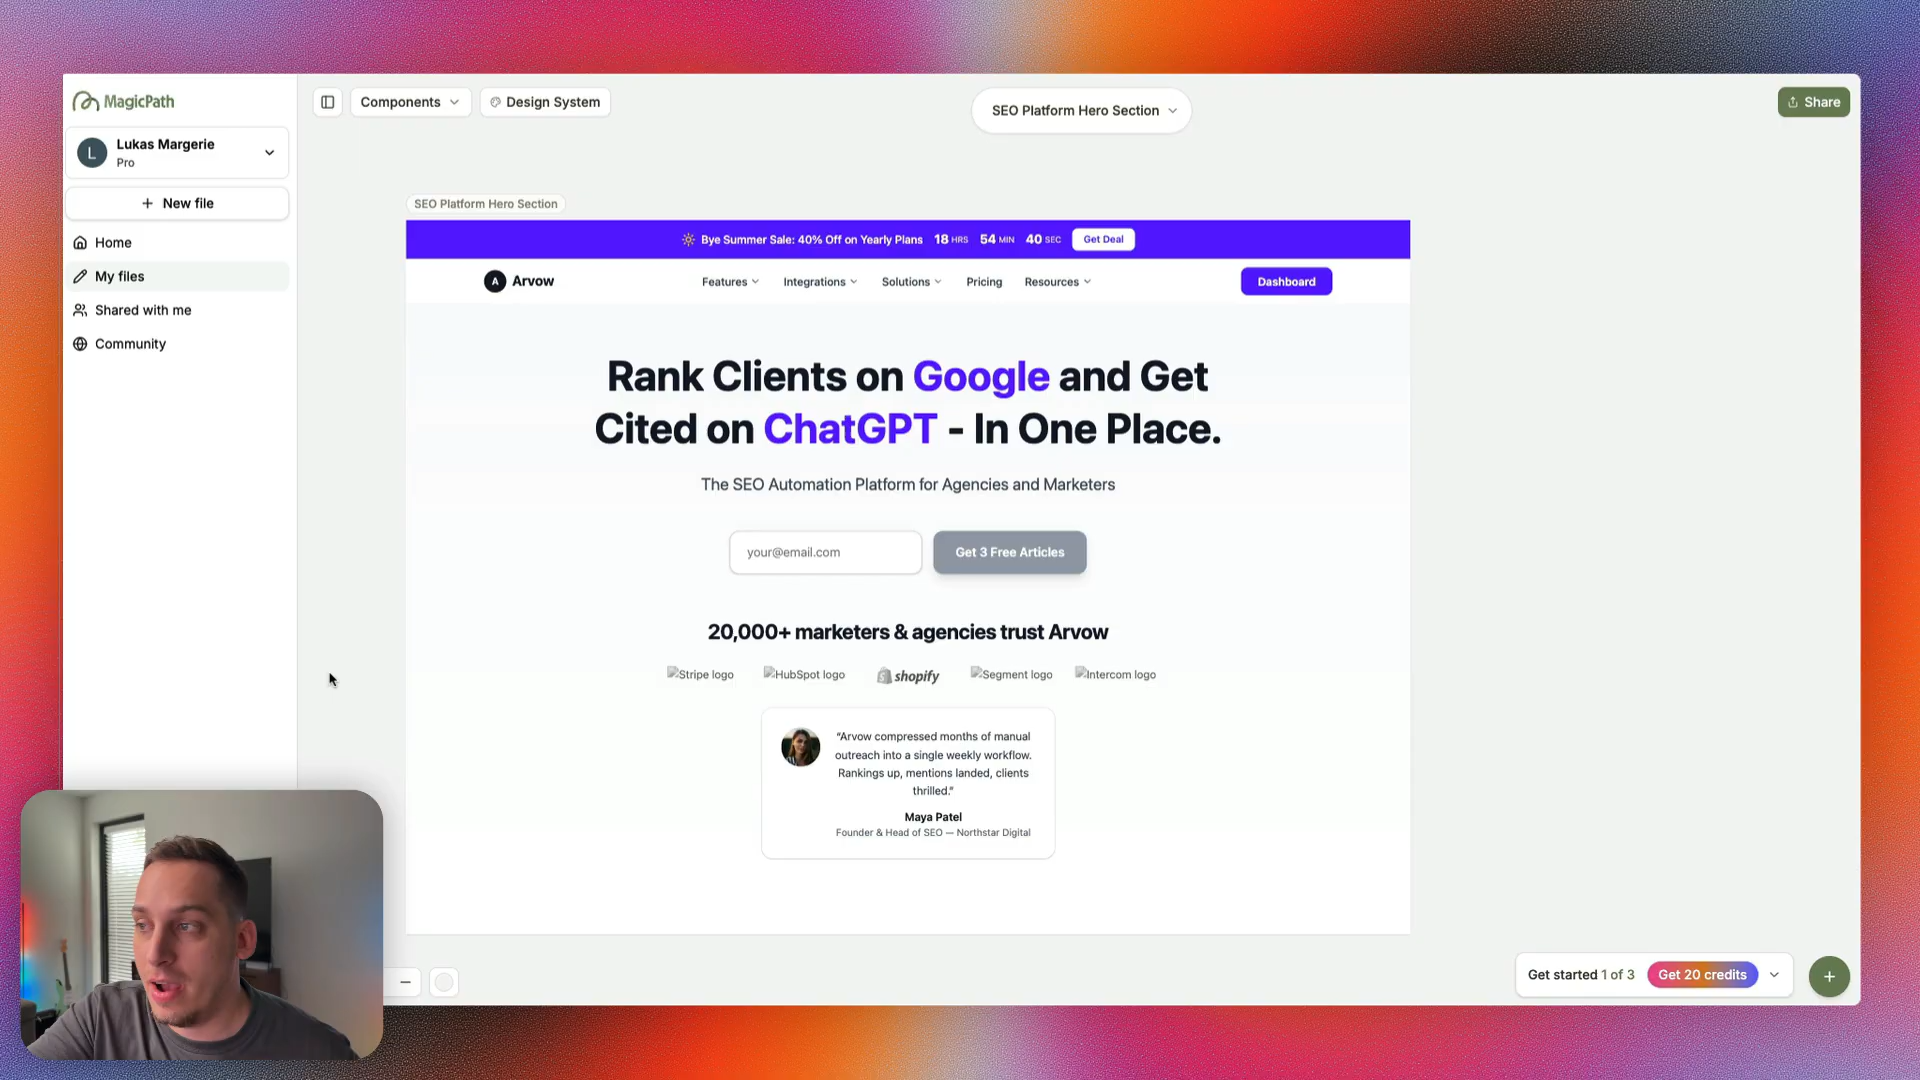 MagicPath
L
Lukas Margerie
Pro
+ New file
Home
My files
Shared with me
Community
Components
Design System
SEO Platform Hero Section
Share
SEO Platform Hero Section
Bye Summer Sale: 40% Off on Yearly Plans 18 HRS 54 MIN 40 SEC Get Deal
A Arvow Features Integrations Solutions Pricing Resources Dashboard
Rank Clients on Google and Get
Cited on ChatGPT - In One Place.
The SEO Automation Platform for Agencies and Marketers
your@email.com Get 3 Free Articles
20,000+ marketers & agencies trust Arvow
Stripe logo HubSpot logo shopify Segment logo Intercom logo
“Arvow compressed months of manual
outreach into a single weekly workflow.
Rankings up, mentions landed, clients
thrilled.”
Maya Patel
Founder & Head of SEO — Northstar Digital
Get started 1 of 3 Get 20 credits